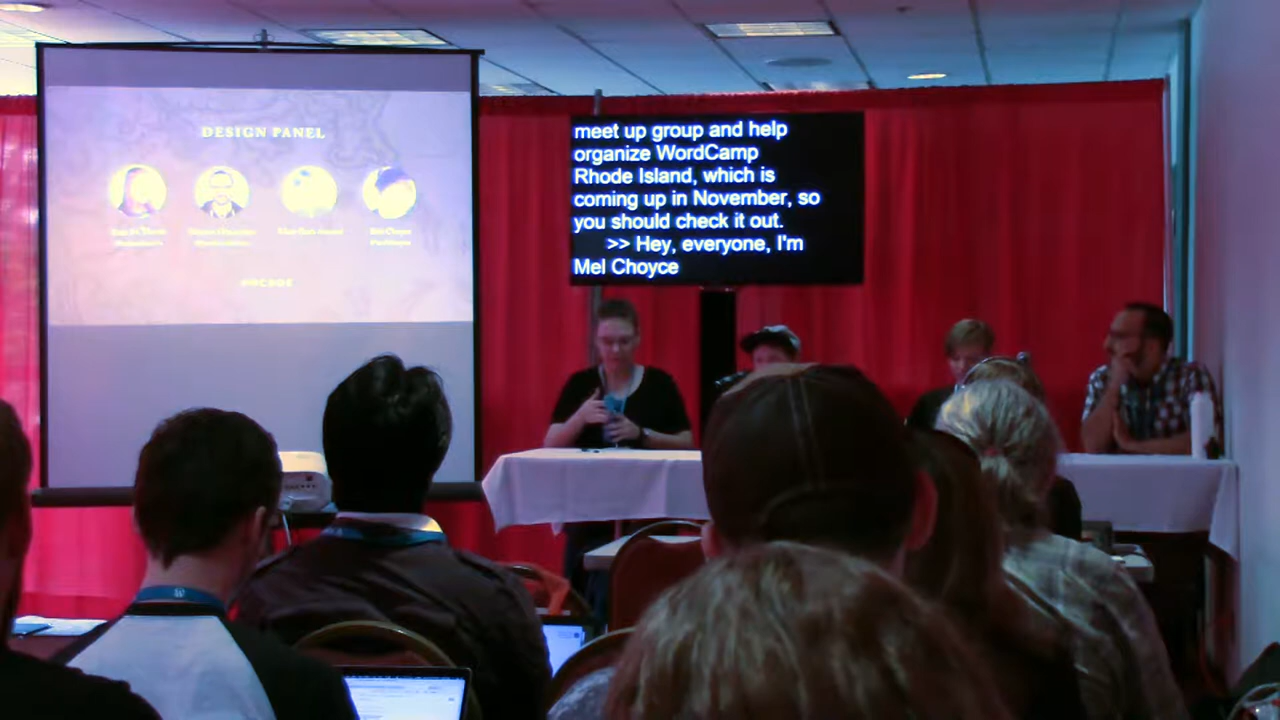 DESIGN PANEL
meet up group and help
organize WordCamp
Rhode Island, which is
coming up in November, so
you should check it out.
>> Hey, everyone, I'm
Mel Choyce